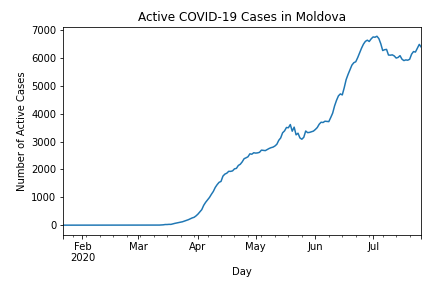 Active COVID-19 Cases in Moldova
Number of Active Cases
7000
6000
5000
4000
3000
2000
1000
0
Feb Mar Apr May Jun Jul
2020
Day